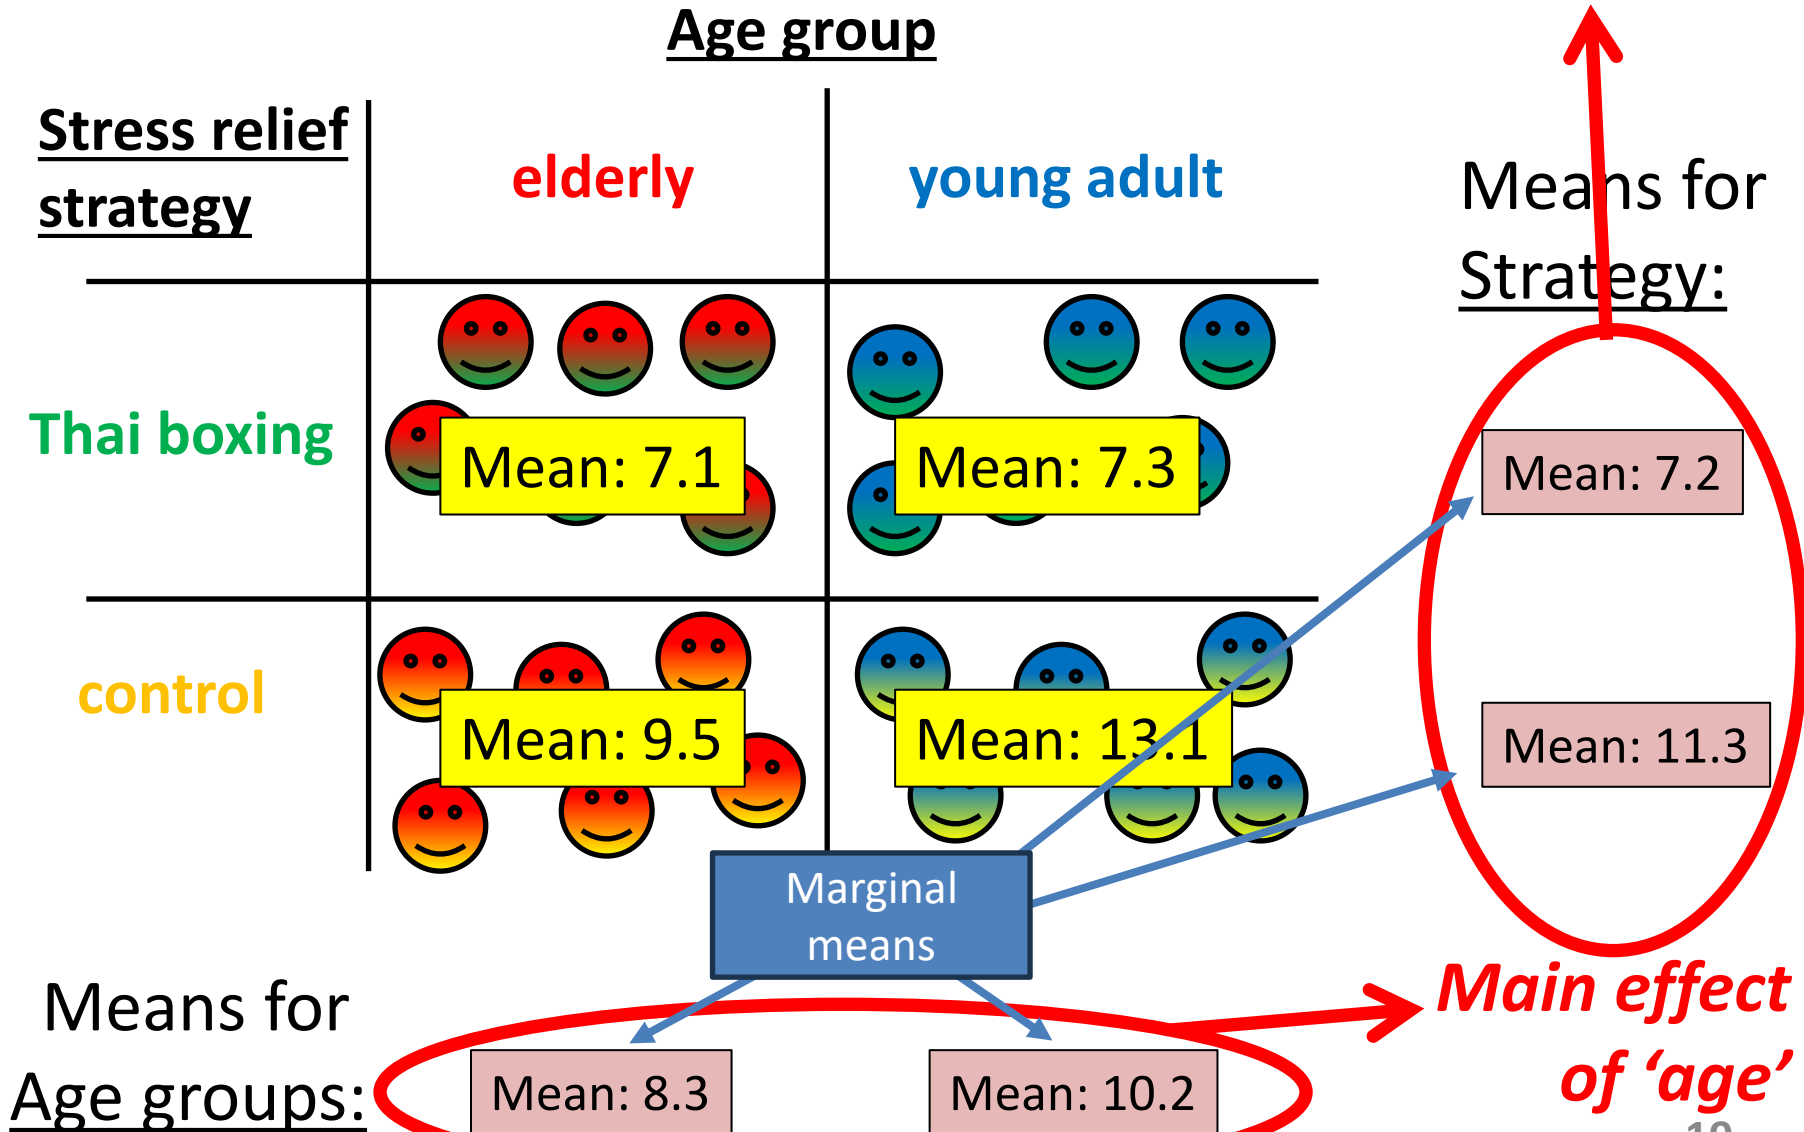 Age group
Stress relief
strategy
elderly
young adult
Means for
Strategy:
Thai boxing
Mean: 7.1
Mean: 7.3
Mean: 7.2
control
Mean: 9.5
Mean: 13.1
Mean: 11.3
Marginal
means
Means for
Age groups:
Mean: 8.3
Mean: 10.2
Main effect
of ‘age’